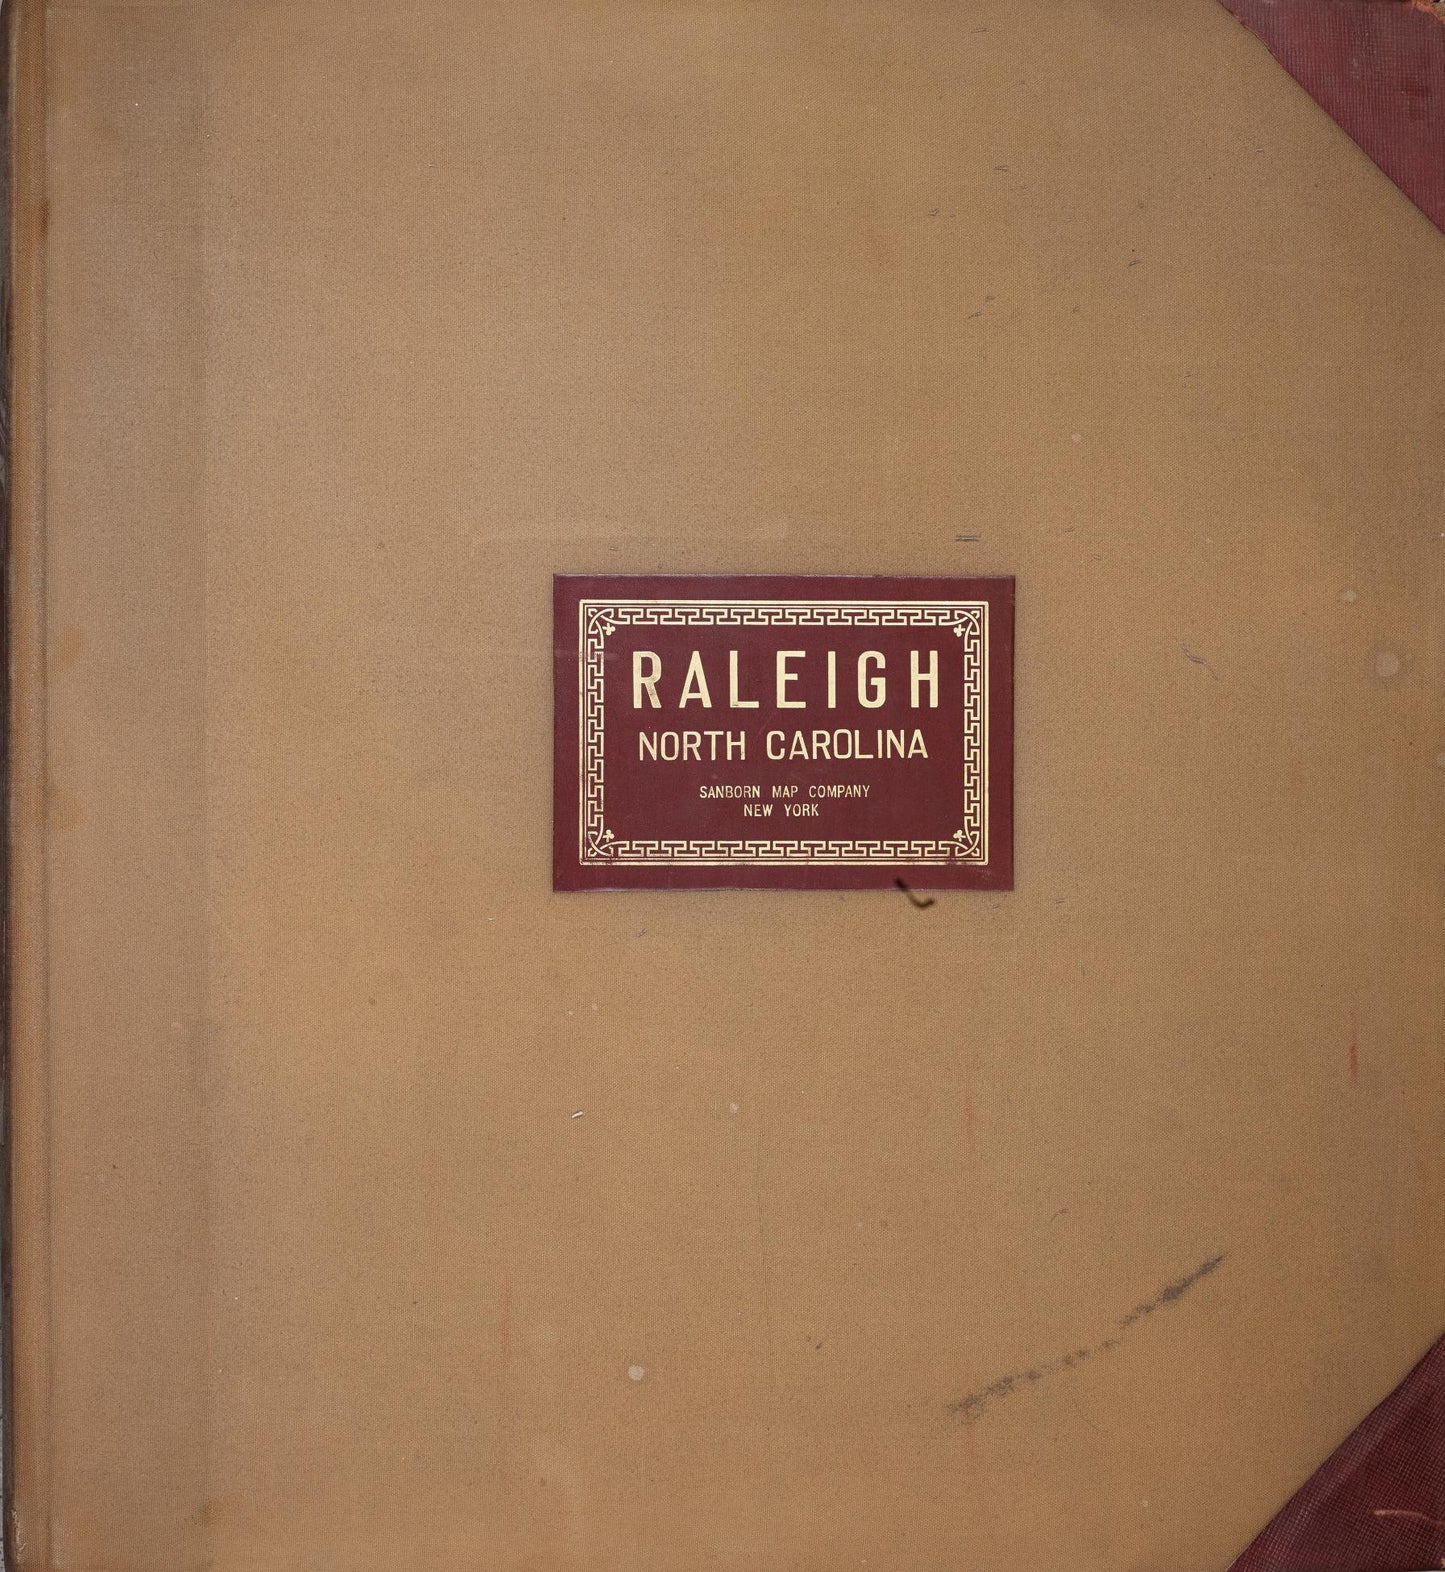 RALEIGH
NORTH CAROLINA
SANBORN MAP COMPANY
NEW YORK